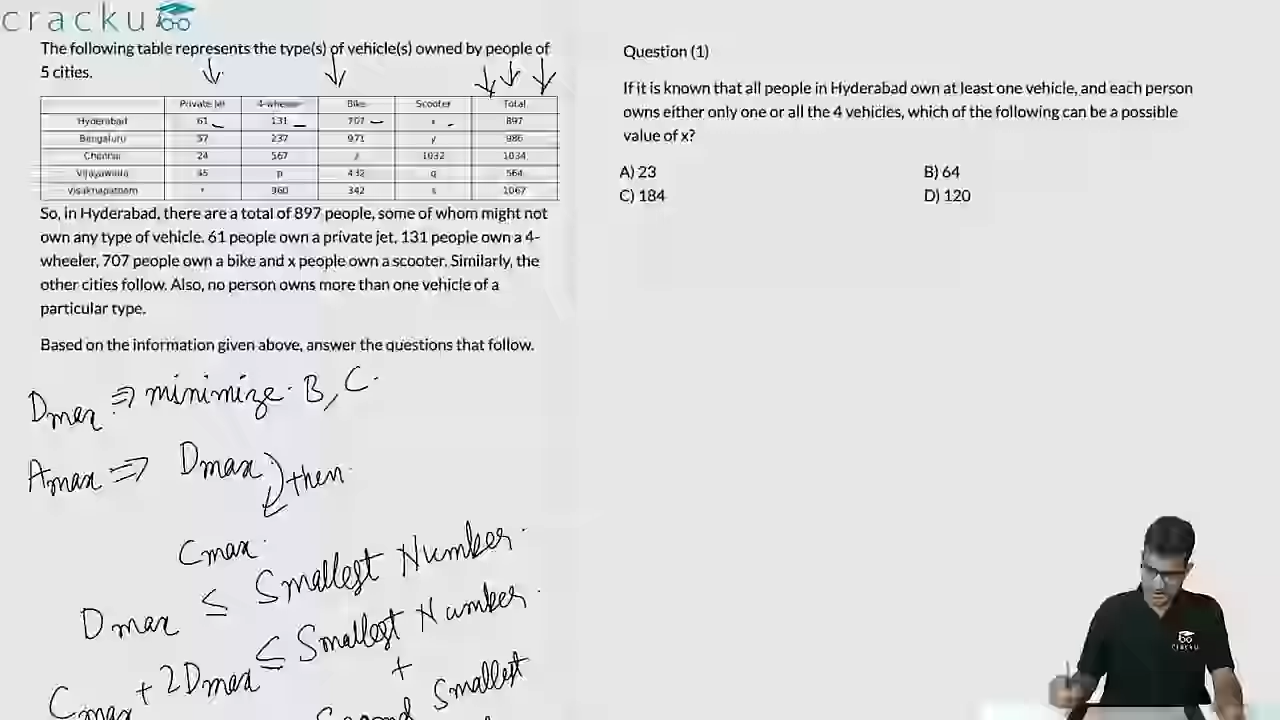 cracku
The following table represents the type(s) of vehicle(s) owned by people of
5 cities.
Private Jet 4-wheeler Bike Scooter Total
Hyderabad 61 131 707 x 897
Bengaluru 37 237 971 y 986
Chennai 24 567 z 1032 1034
Vijayawada 45 p 432 q 564
Visakhapatnam r 960 342 s 1067
So, in Hyderabad, there are a total of 897 people, some of whom might not
own any type of vehicle. 61 people own a private jet, 131 people own a 4-
wheeler, 707 people own a bike and x people own a scooter. Similarly, the
other cities follow. Also, no person owns more than one vehicle of a
particular type.
Based on the information given above, answer the questions that follow.
Dmax ⇒ minimize B, C.
Amax ⇒ Dmax
then
Cmax.
Dmax ≤ Smallest Number.
Cmax + 2Dmax ≤ Smallest Number
+
Second Smallest
Question (1)
If it is known that all people in Hyderabad own at least one vehicle, and each person
owns either only one or all the 4 vehicles, which of the following can be a possible
value of x?
A) 23 B) 64
C) 184 D) 120
cracku